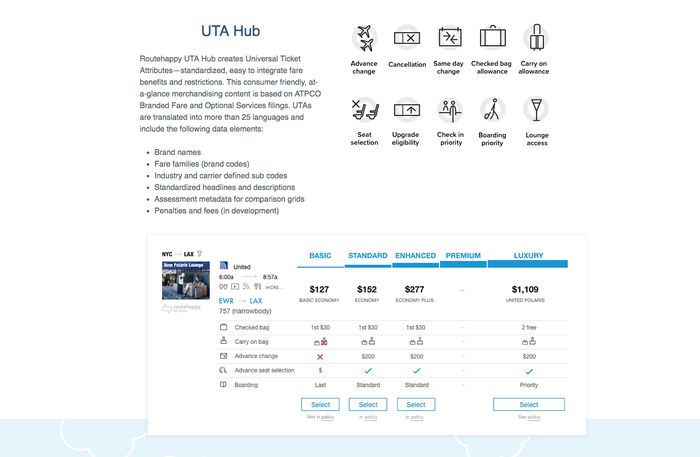 UTA Hub
Routehappy UTA Hub creates Universal Ticket
Attributes—standardized, easy to integrate fare
benefits and restrictions. This consumer friendly, at-
a-glance merchandising content is based on ATPCO
Branded Fare and Optional Services filings. UTAs
are translated into more than 25 languages and
include the following data elements:
Brand names
Fare families (brand codes)
Industry and carrier defined sub codes
Standardized headlines and descriptions
Assessment metadata for comparison grids
Penalties and fees (in development)
Advance change
Cancellation
Same day change
Checked bag allowance
Carry on allowance
Seat selection
Upgrade eligibility
Check in priority
Boarding priority
Lounge access
NYC → LAX
New Polaris Lounge
routehappy
United
6:00a 8:57a
MORE...
EWR → LAX
757 (narrowbody)
BASIC STANDARD ENHANCED PREMIUM LUXURY
$127 $152 $277 – $1,109
BASIC ECONOMY ECONOMY ECONOMY PLUS UNITED POLARIS
Checked bag 1st $30 1st $30 1st $30 – 2 free
Carry on bag –
Advance change $200 $200 – $200
Advance seat selection $ –
Boarding Last Standard Standard – Priority
Select Select Select Select
Not in policy In policy In policy See policy